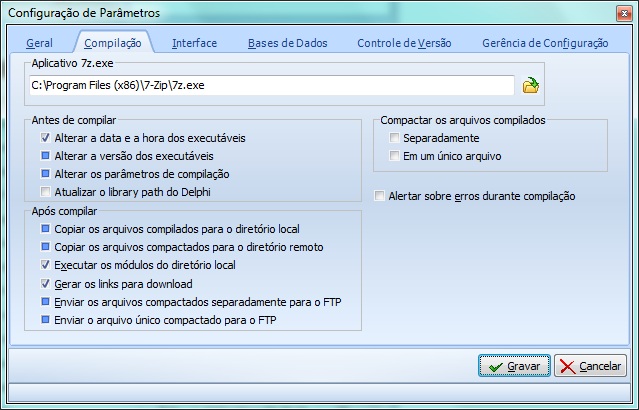 Configuração de Parâmetros
Geral Compilação Interface Bases de Dados Controle de Versão Gerência de Configuração
Aplicativo 7z.exe
C:\Program Files (x86)\7-Zip\7z.exe
Antes de compilar
Alterar a data e a hora dos executáveis
Alterar a versão dos executáveis
Alterar os parâmetros de compilação
Atualizar o library path do Delphi
Compactar os arquivos compilados
Separadamente
Em um único arquivo
Alertar sobre erros durante compilação
Após compilar
Copiar os arquivos compilados para o diretório local
Copiar os arquivos compactados para o diretório remoto
Executar os módulos do diretório local
Gerar os links para download
Enviar os arquivos compactados separadamente para o FTP
Enviar o arquivo único compactado para o FTP
Gravar Cancelar